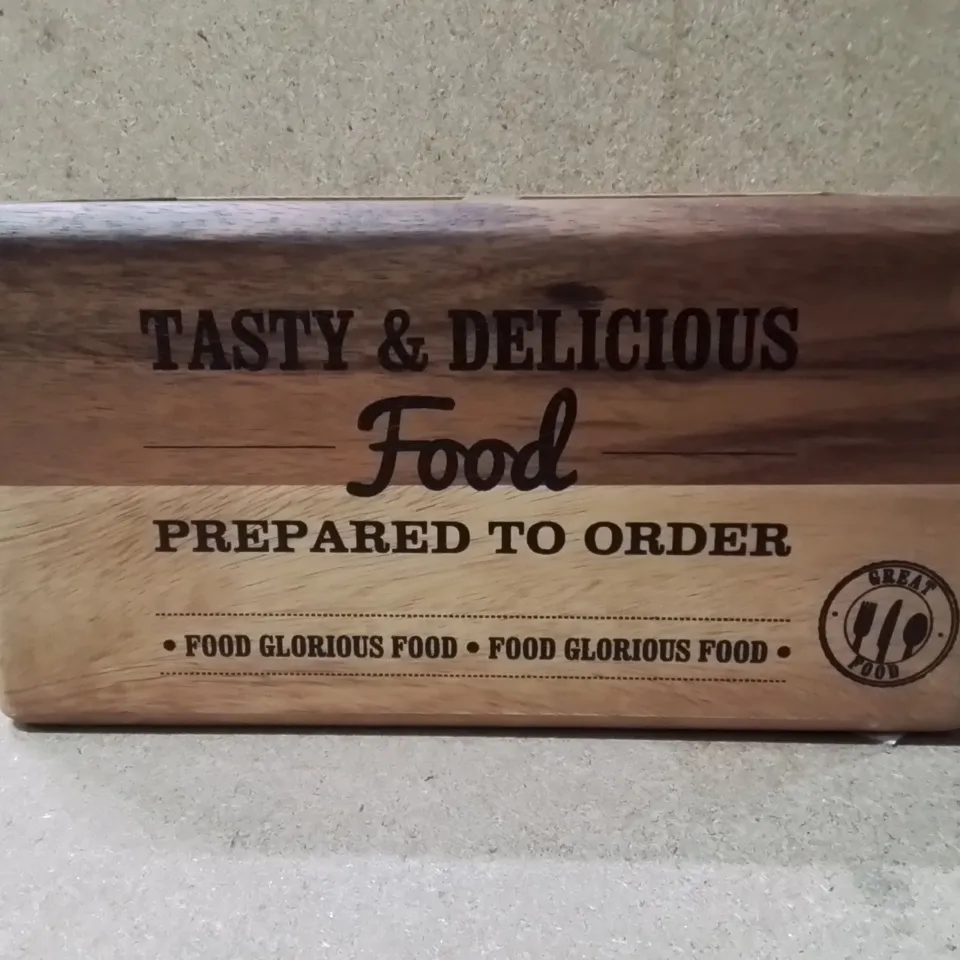 TASTY & DELICIOUS
Food
PREPARED TO ORDER
• FOOD GLORIOUS FOOD • FOOD GLORIOUS FOOD •
GREAT
FOOD